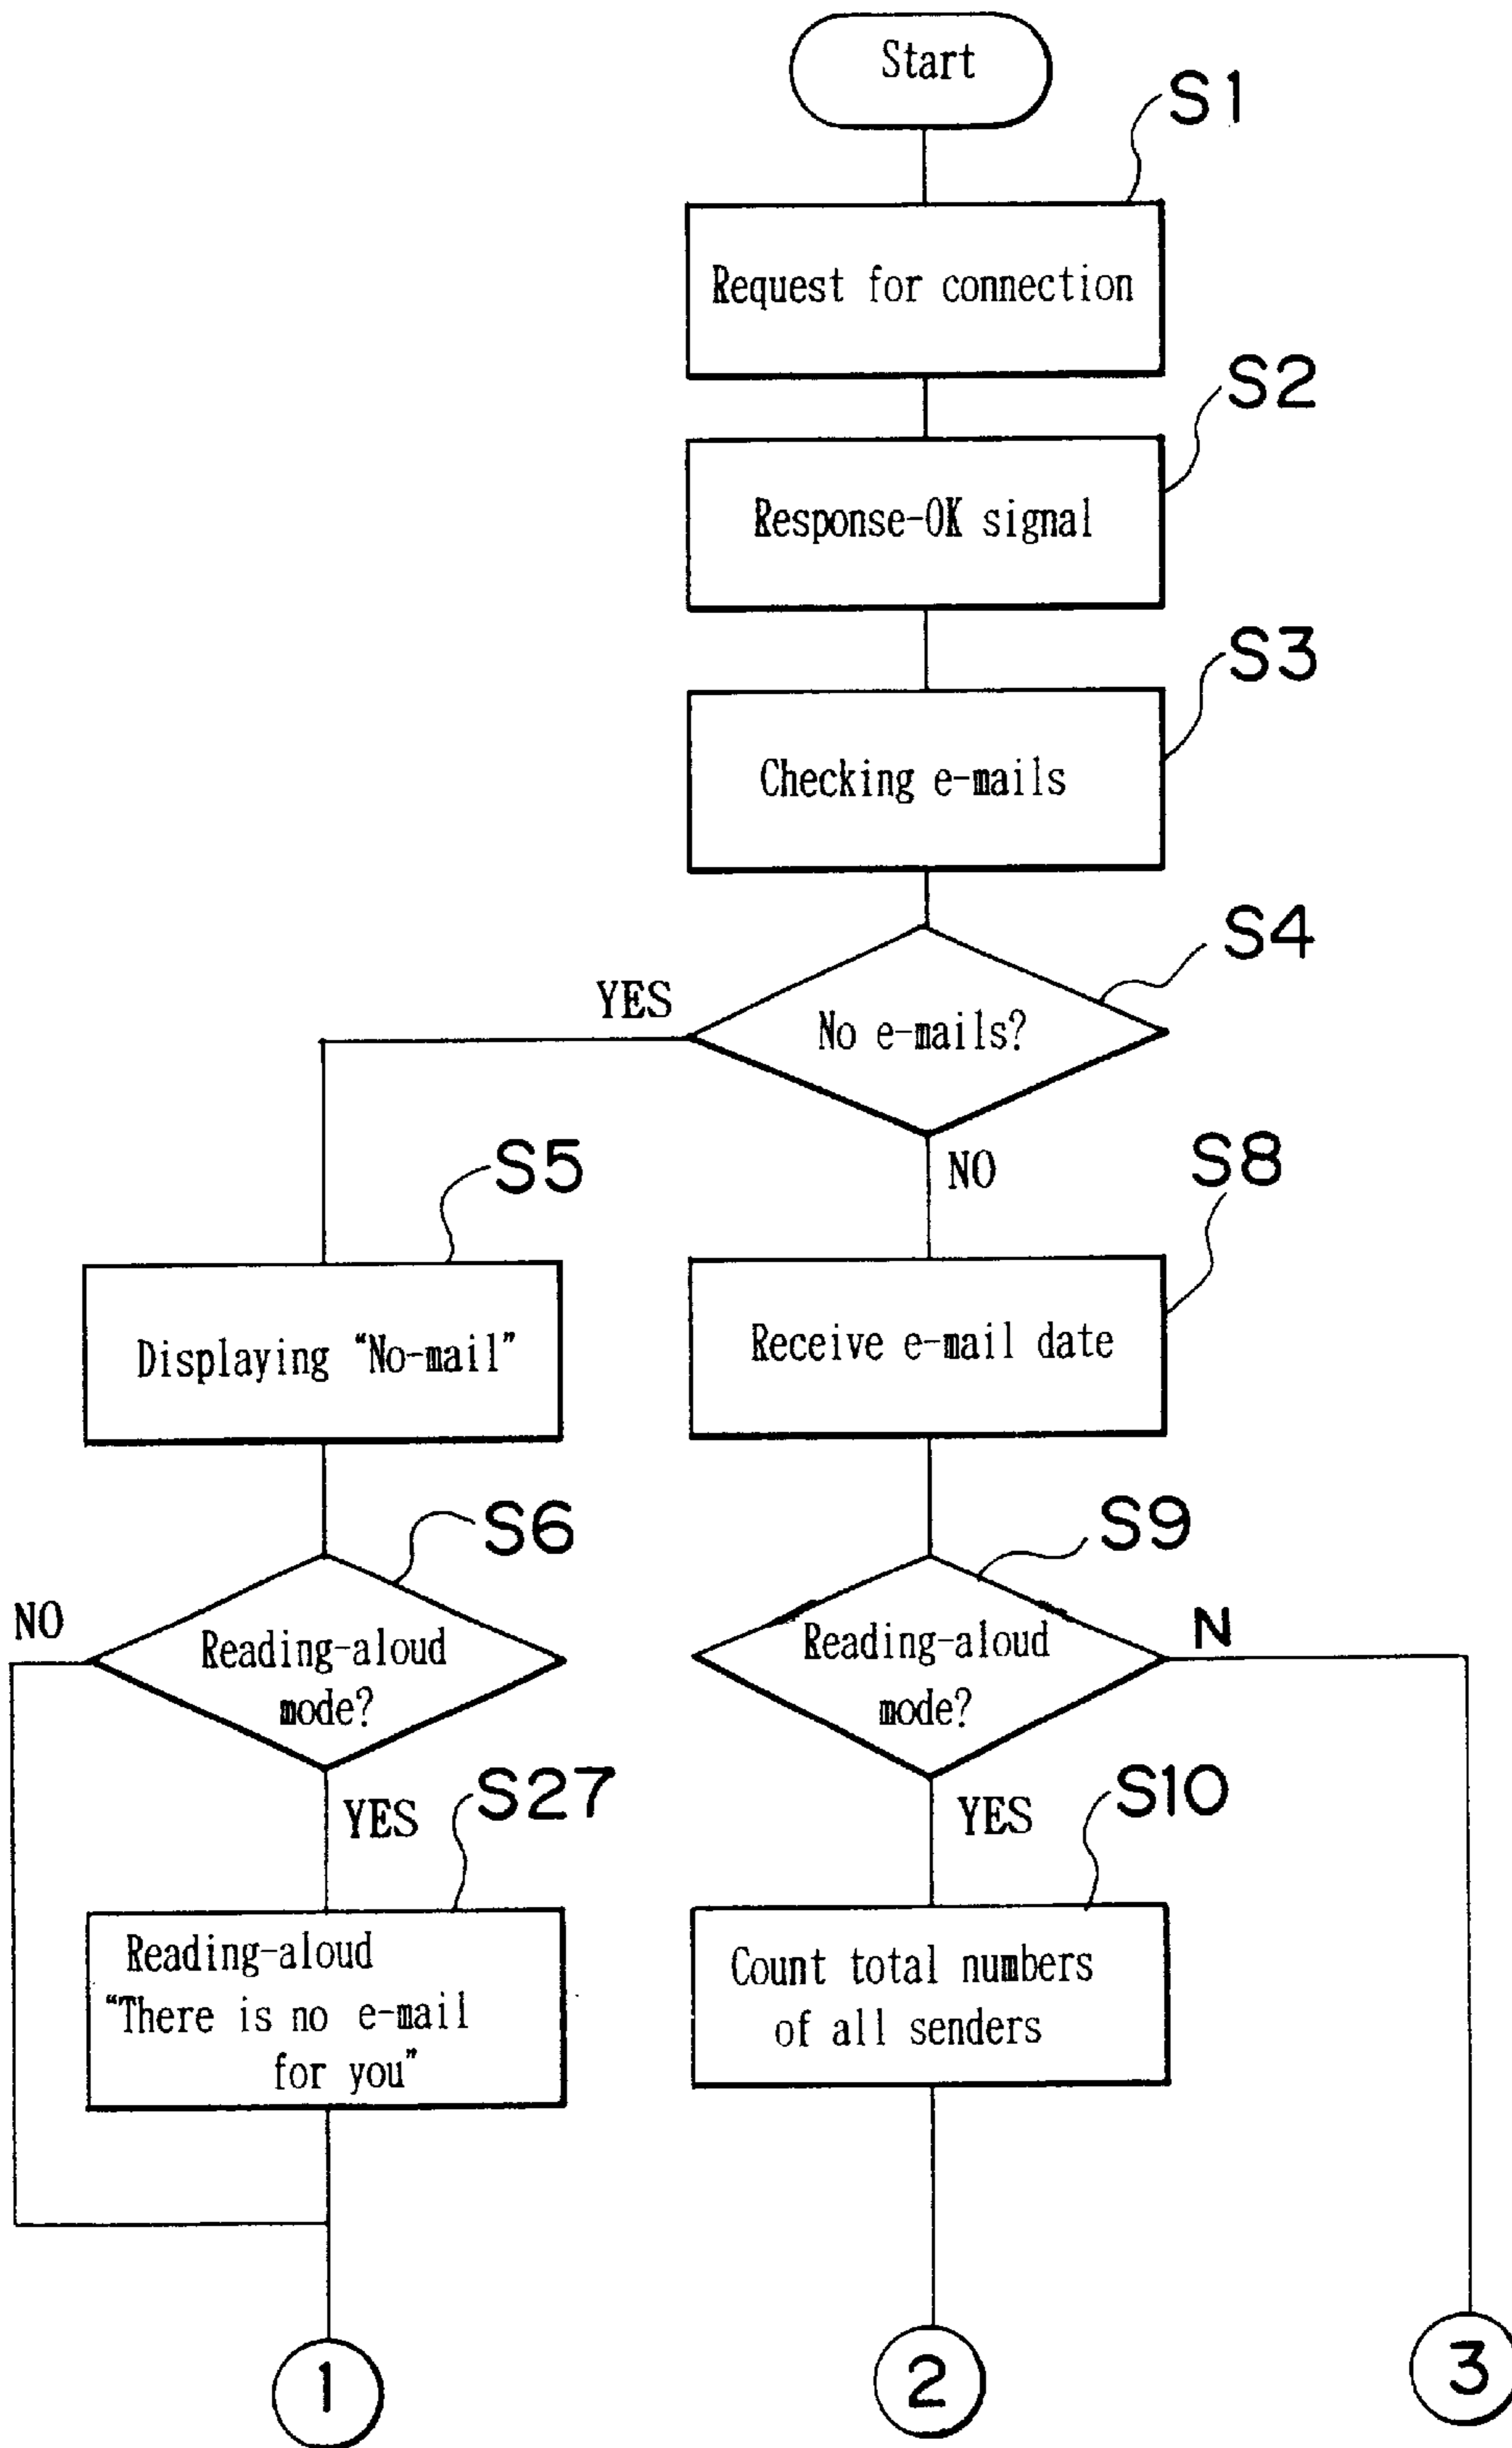 Start
S1
Request for connection
S2
Response-OK signal
S3
Checking e-mails
S4
YES
No e-mails?
NO
S5
S8
Displaying “No-mail”
Receive e-mail date
S6
S9
NO
Reading-aloud
mode?
Reading-aloud
mode?
N
YES
S27
YES
S10
Reading-aloud
“There is no e-mail
for you”
Count total numbers
of all senders
1
2
3